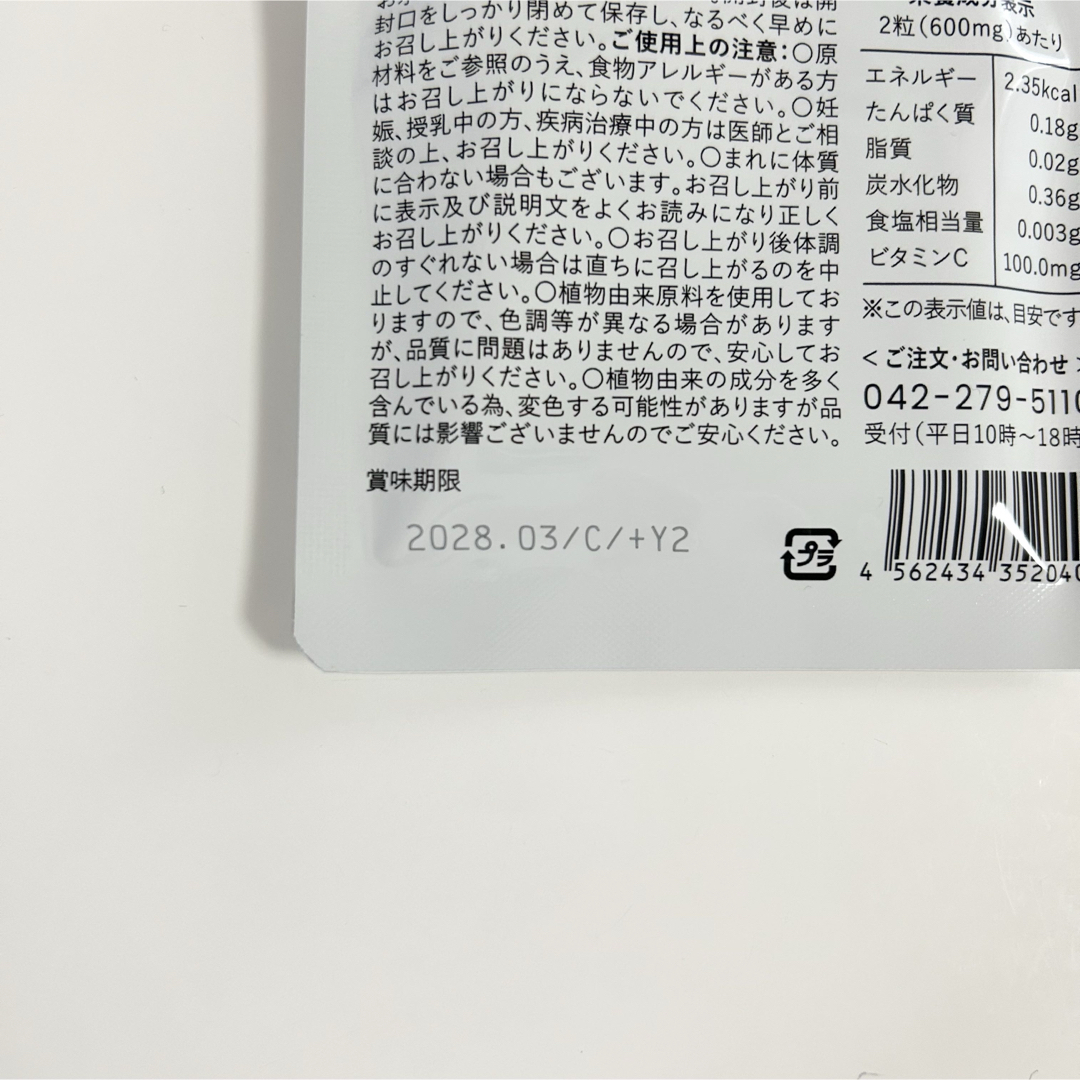 封口をしっかり閉めて保存し、なるべく早めに
お召し上がりください。ご使用上の注意：○原
材料をご参照のうえ、食物アレルギーがある方
はお召し上がりにならないでください。○妊
娠、授乳中の方、疾病治療中の方は医師とご相
談の上、お召し上がりください。○まれに体質
に合わない場合もございます。お召し上がり前
に表示及び説明文をよくお読みになり正しく
お召し上がりください。○お召し上がり後体調
のすぐれない場合は直ちに召し上がるのを中
止してください。○植物由来原料を使用してお
りますので、色調等が異なる場合があります
が、品質に問題はありませんので、安心してお
召し上がりください。○植物由来の成分を多く
含んでいる為、変色する可能性がありますが品
質には影響ございませんのでご安心ください。
賞味期限
2028.03/C/+Y2
プラ
2粒(600mg)あたり
エネルギー 2.35kcal
たんぱく質 0.18g
脂質 0.02g
炭水化物 0.36g
食塩相当量 0.003g
ビタミンC 100.0mg
※この表示値は、目安です
<ご注文・お問い合わせ>
042-279-5110
受付(平日10時～18時
4 562434 352040